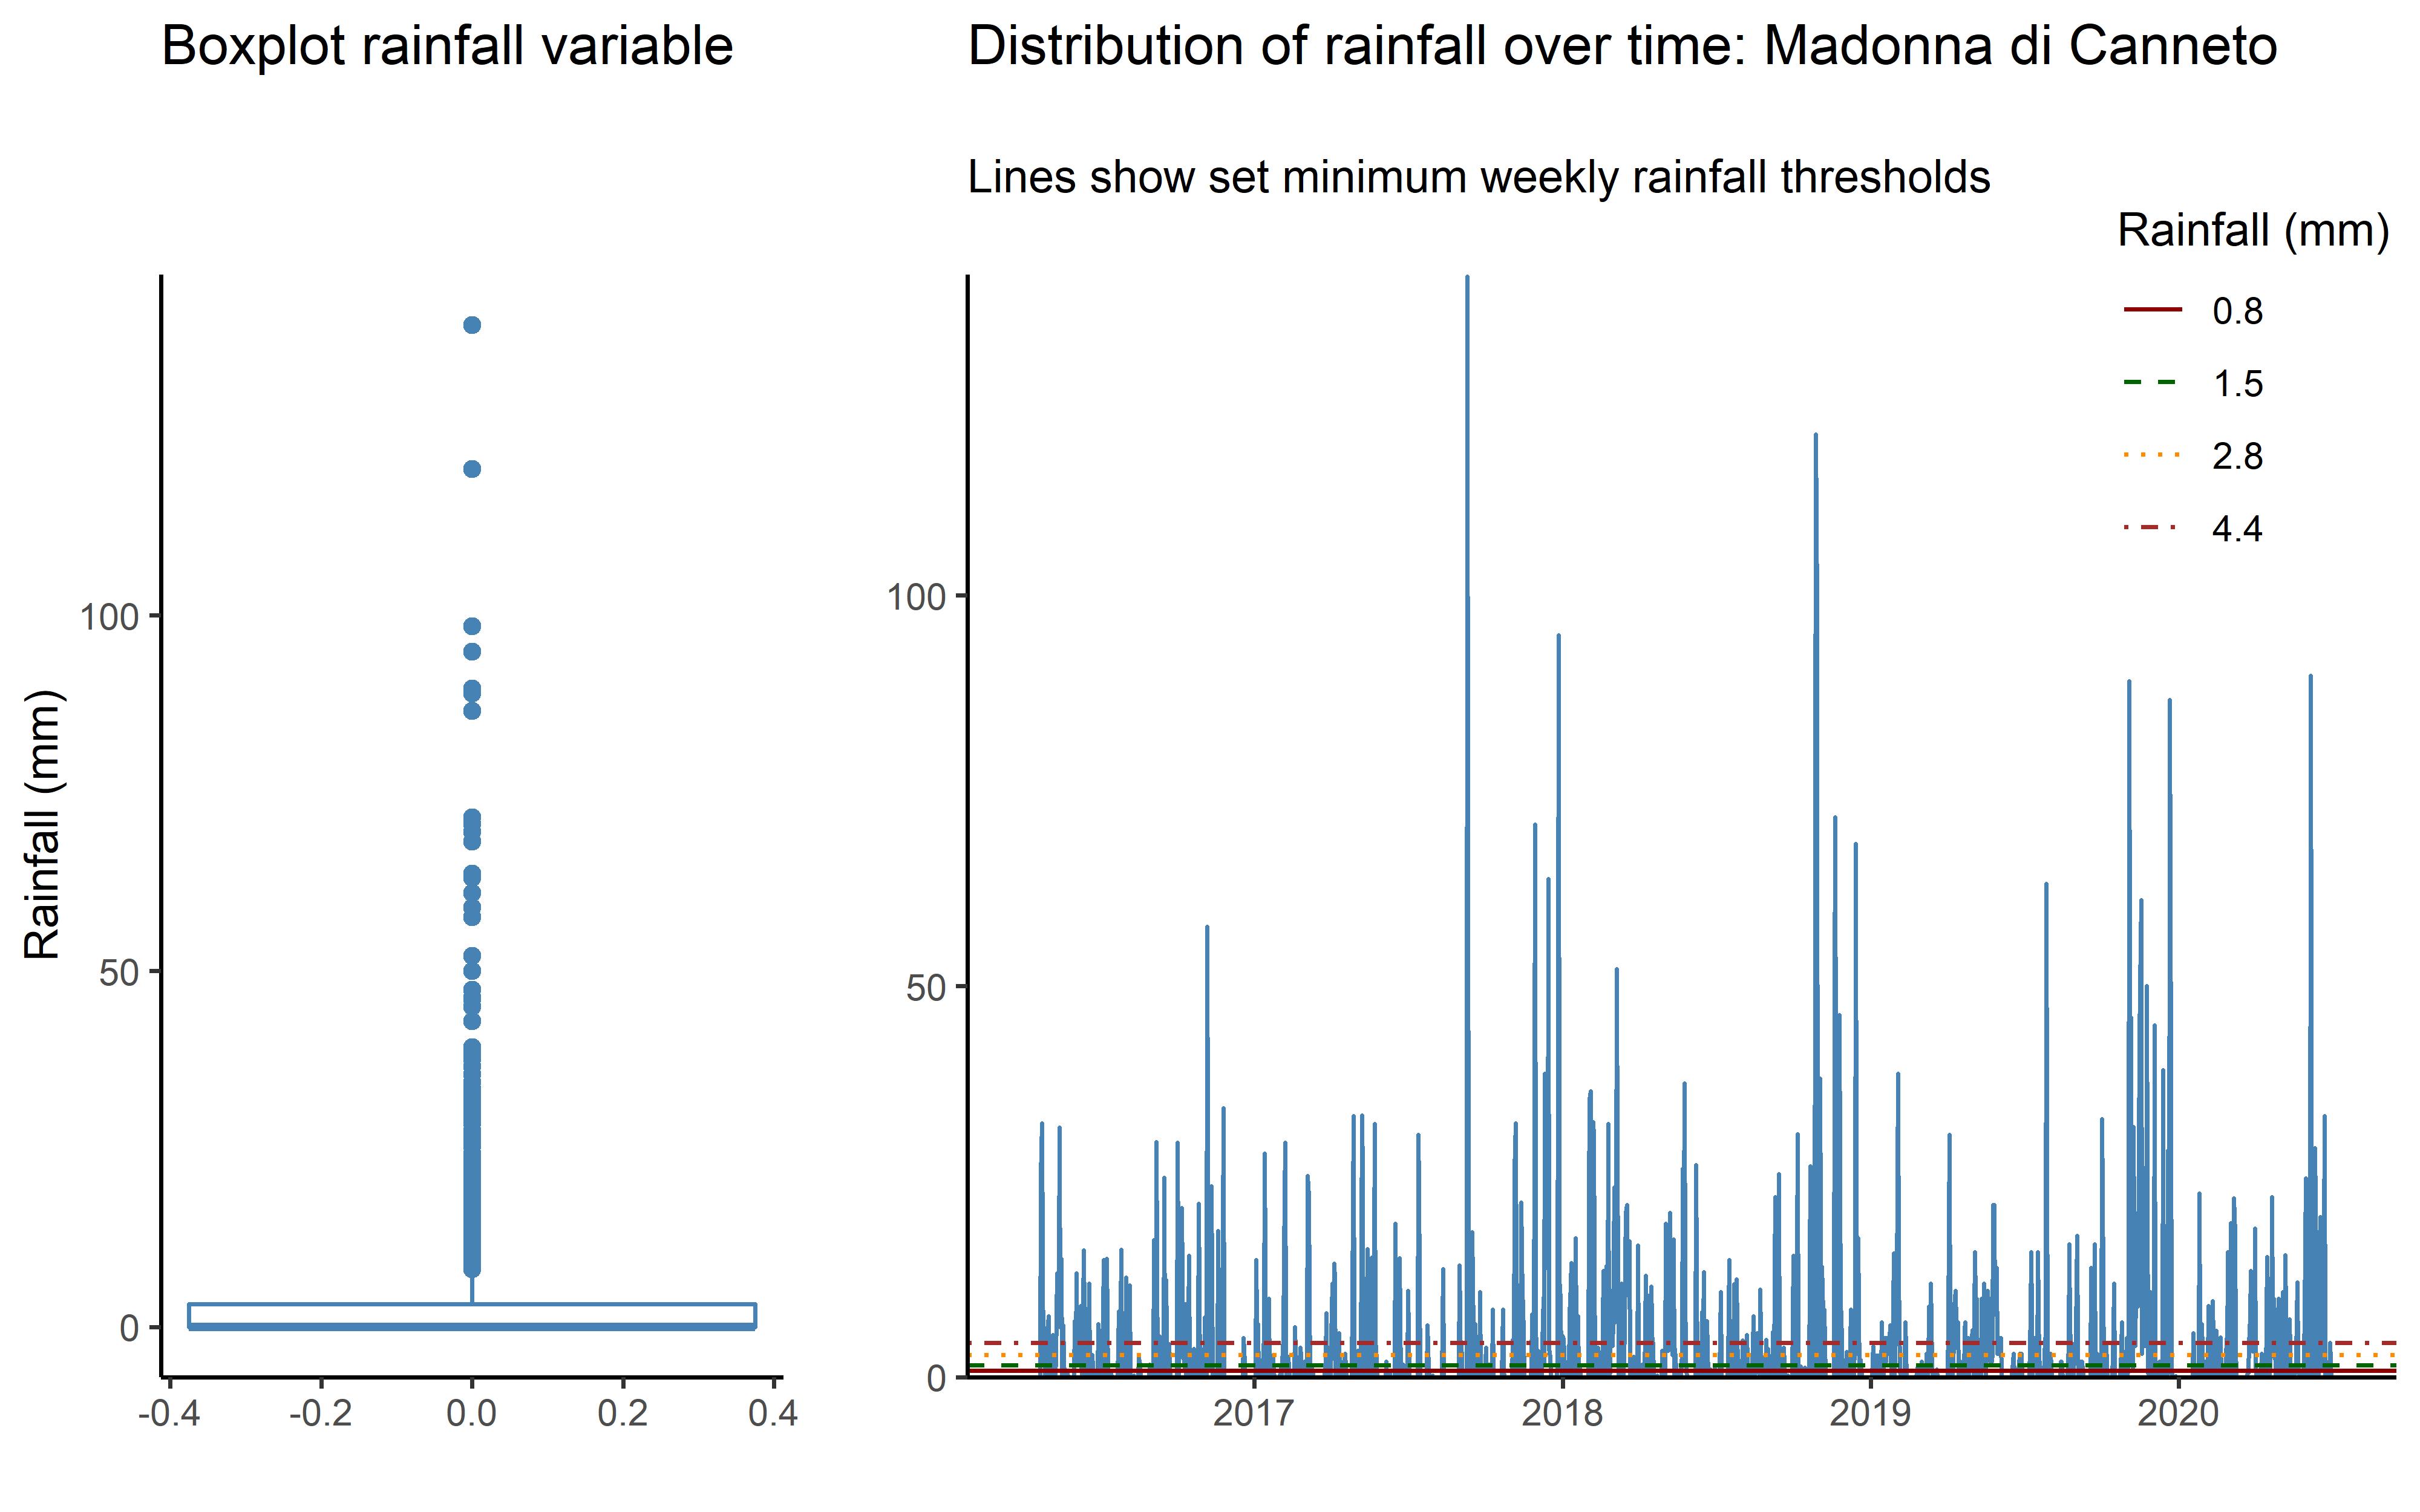 Boxplot rainfall variable
Rainfall (mm)
100
50
0
-0.4 -0.2 0.0 0.2 0.4
Distribution of rainfall over time: Madonna di Canneto
Lines show set minimum weekly rainfall thresholds
Rainfall (mm)
0.8
1.5
2.8
4.4
100
50
0
2017 2018 2019 2020